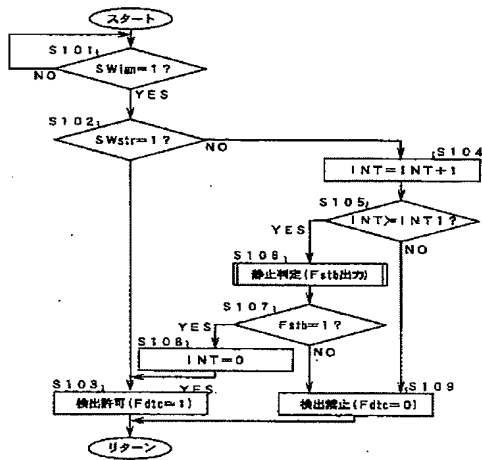 スタート
S101
SWign=1?
NO
YES
S102
SWstr=1?
NO
S104
INT=INT+1
S105
INT>INT1?
YES
NO
S106
静止判定(Fstb出力)
S107
Fstb=1?
YES
NO
S108
INT=0
S103
YES
S109
検出許可(Fdtc=1)
検出禁止(Fdtc=0)
リターン